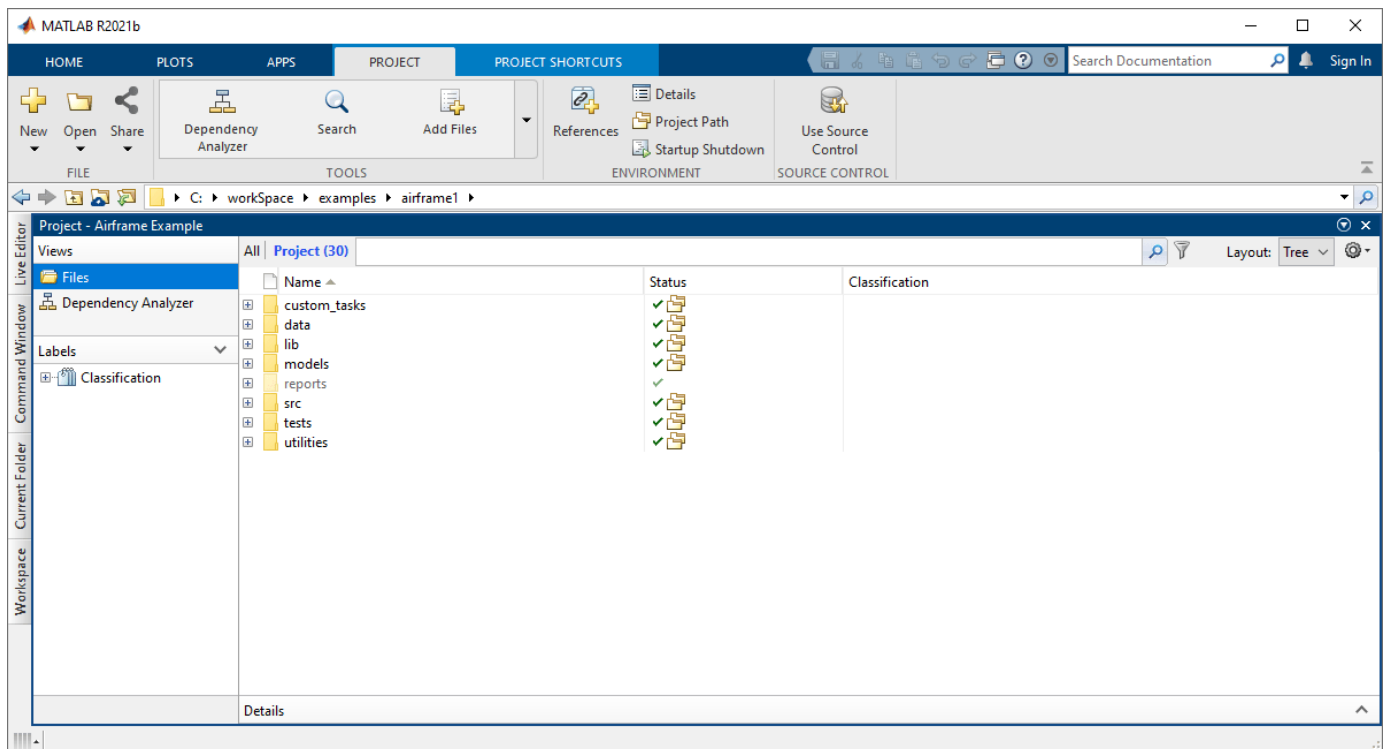 MATLAB R2021b
HOME PLOTS APPS PROJECT PROJECT SHORTCUTS Search Documentation Sign In
New Open Share Dependency Analyzer Search Add Files References Details Project Path Startup Shutdown Use Source Control
FILE TOOLS ENVIRONMENT SOURCE CONTROL
C: workSpace examples airframe1
Live Editor
Command Window
Current Folder
Workspace
Project - Airframe Example
Views
Files
Dependency Analyzer
Labels
Classification
All Project (30) Layout: Tree
Name Status Classification
custom_tasks
data
lib
models
reports
src
tests
utilities
Details